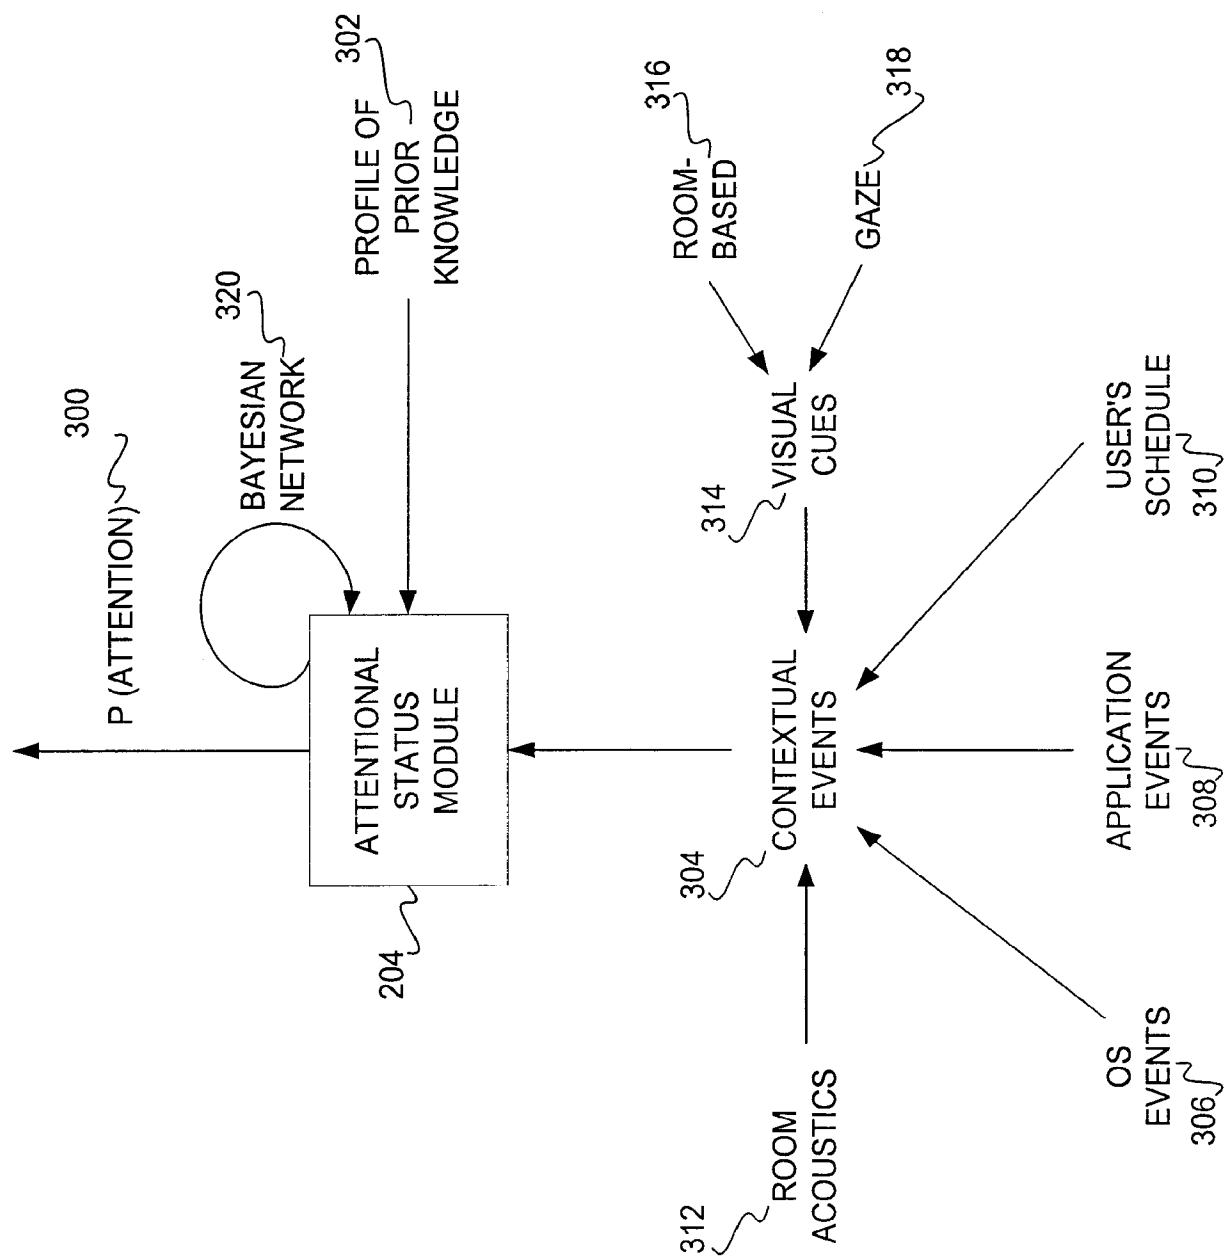 P (ATTENTION)
300
BAYESIAN
NETWORK
320
ATTENTIONAL
STATUS
MODULE
204
PROFILE OF
PRIOR
KNOWLEDGE
302
304
CONTEXTUAL
EVENTS
314
VISUAL
CUES
ROOM-
BASED
316
GAZE
318
312
ROOM
ACOUSTICS
OS
EVENTS
306
APPLICATION
EVENTS
308
USER'S
SCHEDULE
310